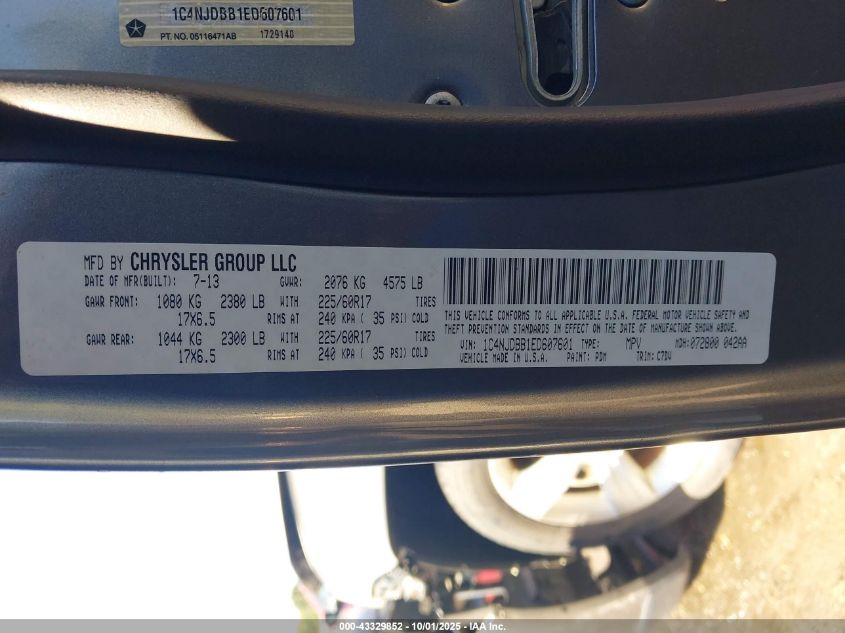 1C4NJDBB1ED607601
PT. NO. 05116471AB 1729140
MFD BY CHRYSLER GROUP LLC
DATE OF MFR(BUILT): 7-13 GVWR: 2076 KG 4575 LB
GAWR FRONT: 1080 KG 2380 LB WITH 225/60R17 TIRES
17X6.5 RIMS AT 240 KPA ( 35 PSI) COLD
GAWR REAR: 1044 KG 2300 LB WITH 225/60R17 TIRES
17X6.5 RIMS AT 240 KPA ( 35 PSI) COLD
THIS VEHICLE CONFORMS TO ALL APPLICABLE U.S.A. FEDERAL MOTOR VEHICLE SAFETY AND
THEFT PREVENTION STANDARDS IN EFFECT ON THE DATE OF MANUFACTURE SHOWN ABOVE.
VIN: 1C4NJDBB1ED607601 TYPE: MPV MDH:072800 042AA
VEHICLE MADE IN U.S.A. PAINT: PDM TRIM: C7DV
000-43329852 - 10/01/2025 - IAA Inc.